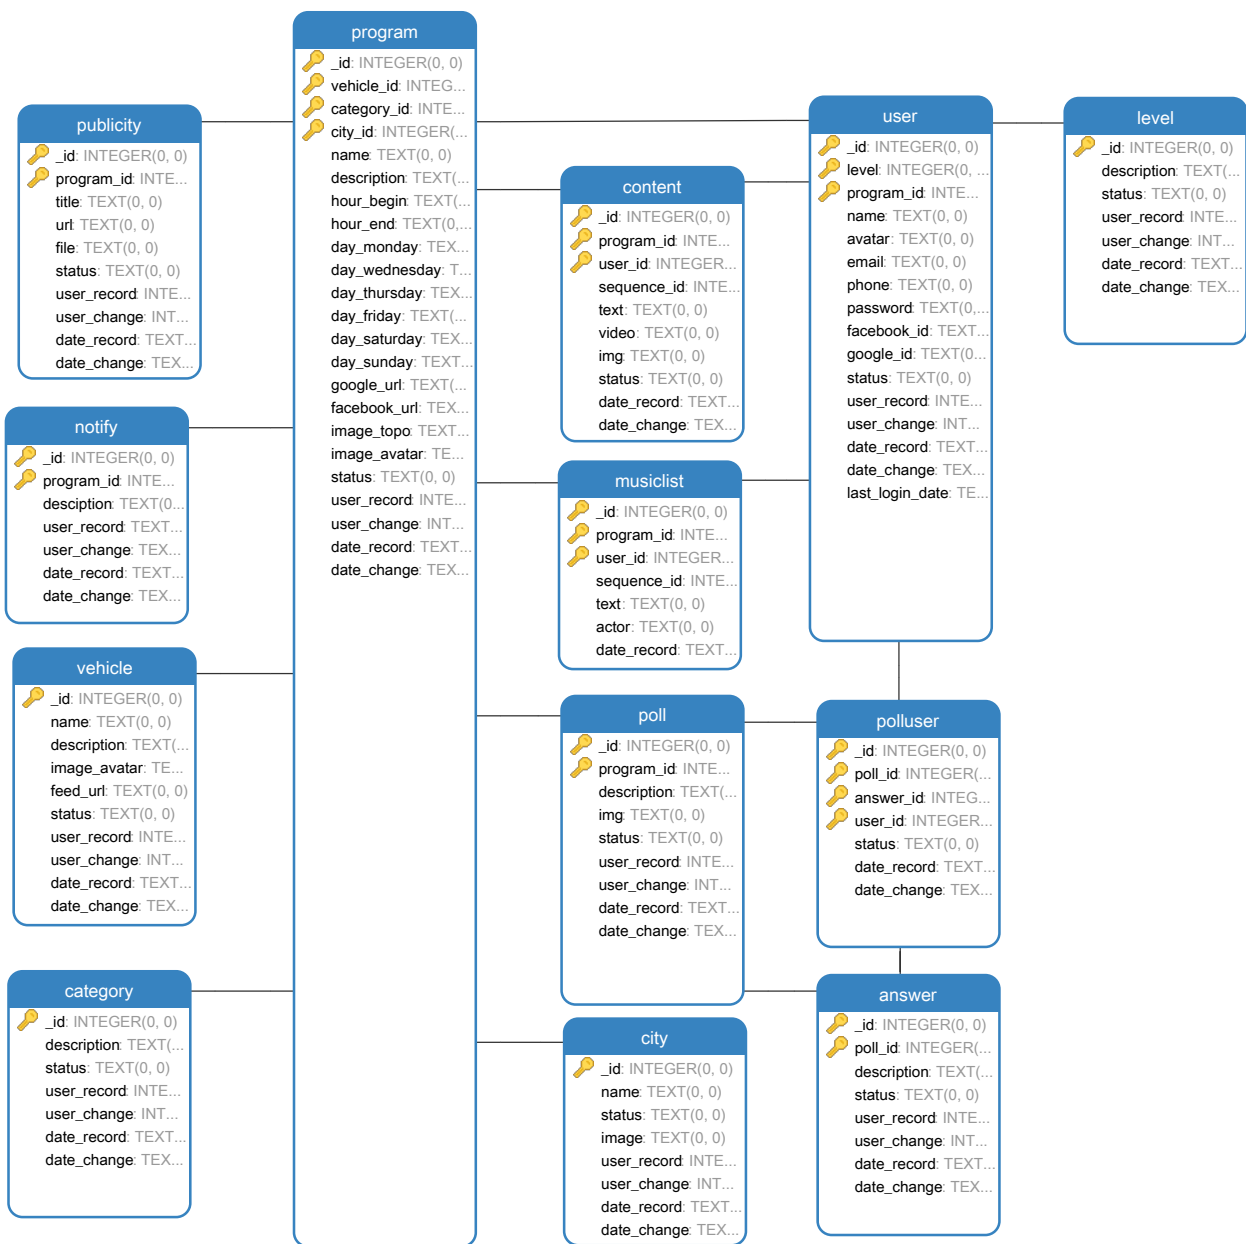 program
_id: INTEGER(0, 0)
vehicle_id: INTEG...
category_id: INTE...
city_id: INTEGER(...
name: TEXT(0, 0)
description: TEXT(...
hour_begin: TEXT(...
hour_end: TEXT(0,...
day_monday: TEX...
day_wednesday: T...
day_thursday: TEX...
day_friday: TEXT(...
day_saturday: TEX...
day_sunday: TEXT...
google_url: TEXT(...
facebook_url: TEX...
image_topo: TEXT...
image_avatar: TE...
status: TEXT(0, 0)
user_record: INTE...
user_change: INT...
date_record: TEXT...
date_change: TEX...
publicity
_id: INTEGER(0, 0)
program_id: INTE...
title: TEXT(0, 0)
url: TEXT(0, 0)
file: TEXT(0, 0)
status: TEXT(0, 0)
user_record: INTE...
user_change: INT...
date_record: TEXT...
date_change: TEX...
notify
_id: INTEGER(0, 0)
program_id: INTE...
desciption: TEXT(0...
user_record: TEXT...
user_change: TEX...
date_record: TEXT...
date_change: TEX...
vehicle
_id: INTEGER(0, 0)
name: TEXT(0, 0)
description: TEXT(...
image_avatar: TE...
feed_url: TEXT(0, 0)
status: TEXT(0, 0)
user_record: INTE...
user_change: INT...
date_record: TEXT...
date_change: TEX...
category
_id: INTEGER(0, 0)
description: TEXT(...
status: TEXT(0, 0)
user_record: INTE...
user_change: INT...
date_record: TEXT...
date_change: TEX...
content
_id: INTEGER(0, 0)
program_id: INTE...
user_id: INTEGER...
sequence_id: INTE...
text: TEXT(0, 0)
video: TEXT(0, 0)
img: TEXT(0, 0)
status: TEXT(0, 0)
date_record: TEXT...
date_change: TEX...
musiclist
_id: INTEGER(0, 0)
program_id: INTE...
user_id: INTEGER...
sequence_id: INTE...
text: TEXT(0, 0)
actor: TEXT(0, 0)
date_record: TEXT...
poll
_id: INTEGER(0, 0)
program_id: INTE...
description: TEXT(...
img: TEXT(0, 0)
status: TEXT(0, 0)
user_record: INTE...
user_change: INT...
date_record: TEXT...
date_change: TEX...
city
_id: INTEGER(0, 0)
name: TEXT(0, 0)
status: TEXT(0, 0)
image: TEXT(0, 0)
user_record: INTE...
user_change: INT...
date_record: TEXT...
date_change: TEX...
user
_id: INTEGER(0, 0)
level: INTEGER(0, ...
program_id: INTE...
name: TEXT(0, 0)
avatar: TEXT(0, 0)
email: TEXT(0, 0)
phone: TEXT(0, 0)
password: TEXT(0,...
facebook_id: TEXT...
google_id: TEXT(0...
status: TEXT(0, 0)
user_record: INTE...
user_change: INT...
date_record: TEXT...
date_change: TEX...
last_login_date: TE...
polluser
_id: INTEGER(0, 0)
poll_id: INTEGER(...
answer_id: INTEG...
user_id: INTEGER...
status: TEXT(0, 0)
date_record: TEXT...
date_change: TEX...
answer
_id: INTEGER(0, 0)
poll_id: INTEGER(...
description: TEXT(...
status: TEXT(0, 0)
user_record: INTE...
user_change: INT...
date_record: TEXT...
date_change: TEX...
level
_id: INTEGER(0, 0)
description: TEXT(...
status: TEXT(0, 0)
user_record: INTE...
user_change: INT...
date_record: TEXT...
date_change: TEX...